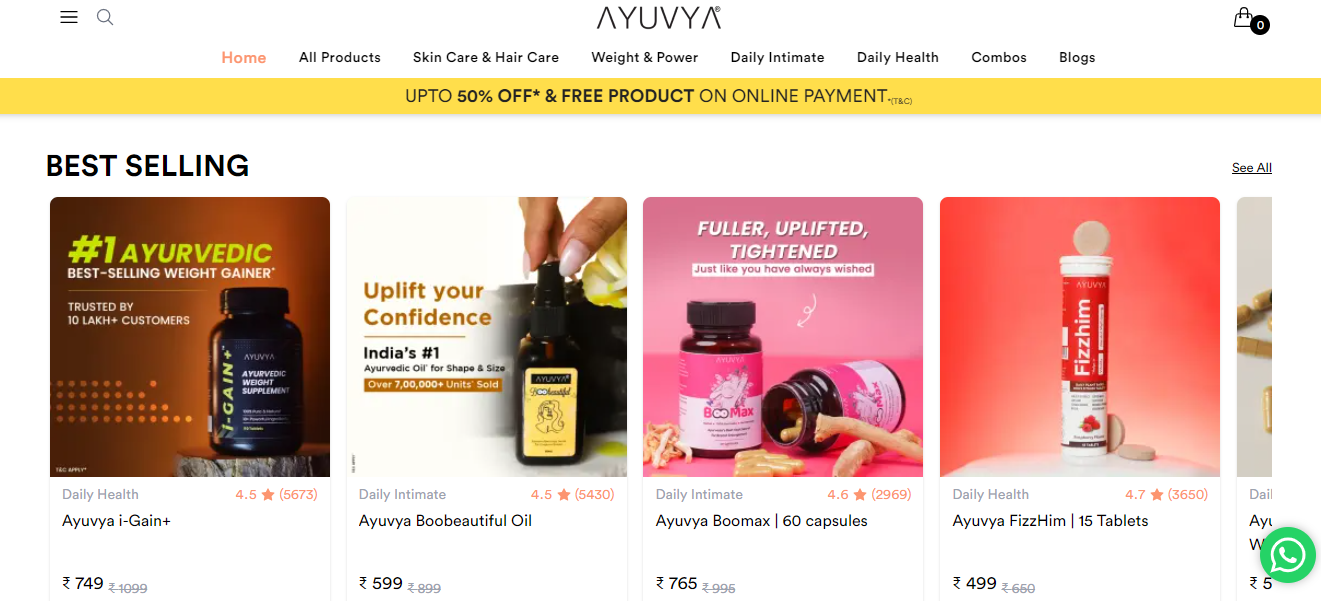 AYUVYA®
0
Home All Products Skin Care & Hair Care Weight & Power Daily Intimate Daily Health Combos Blogs
UPTO 50% OFF* & FREE PRODUCT ON ONLINE PAYMENT*(T&C)
BEST SELLING
See All
#1 AYURVEDIC
BEST-SELLING WEIGHT GAINER*
TRUSTED BY
10 LAKH+ CUSTOMERS
AYUVYA
i-GAIN+
AYURVEDIC
WEIGHT
SUPPLEMENT
T&C APPLY*
Uplift your
Confidence
India's #1
Ayurvedic Oil* for Shape & Size
Over 7,00,000+ Units* Sold
AYUVYA
Boobeautiful
FULLER, UPLIFTED,
TIGHTENED
Just like you have always wished
AYUVYA
BooMax
AYUVYA
Fizzhim
Daily Health 4.5 (5673)
Ayuvya i-Gain+
₹ 749 ₹ 1099
Daily Intimate 4.5 (5430)
Ayuvya Boobeautiful Oil
₹ 599 ₹ 899
Daily Intimate 4.6 (2969)
Ayuvya Boomax | 60 capsules
₹ 765 ₹ 995
Daily Health 4.7 (3650)
Ayuvya FizzHim | 15 Tablets
₹ 499 ₹ 650